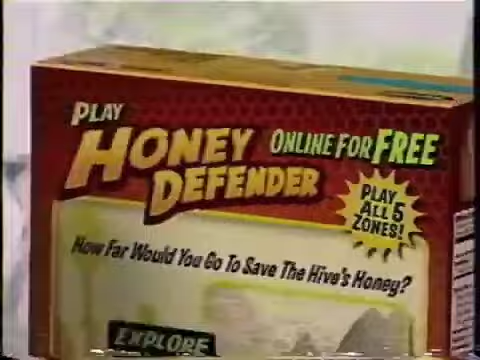 PLAY
HONEY
DEFENDER
ONLINE FOR FREE
PLAY
ALL 5
ZONES!
How Far Would You Go To Save The Hive's Honey?
EXPLORE